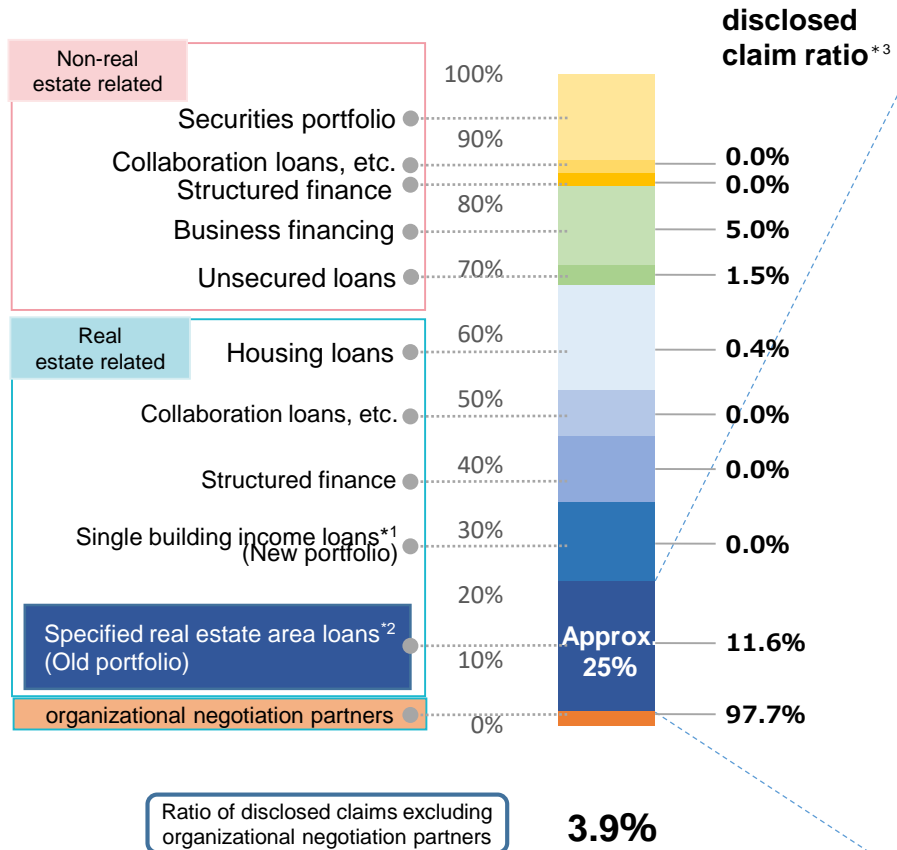 disclosed
claim ratio*3
Non-real
estate related
100%
Securities portfolio
90%
Collaboration loans, etc.
0.0%
Structured finance
0.0%
80%
Business financing
5.0%
70%
Unsecured loans
1.5%
Real
estate related
60%
Housing loans
0.4%
50%
Collaboration loans, etc.
0.0%
40%
Structured finance
0.0%
30%
Single building income loans*1
(New portfolio)
0.0%
20%
Specified real estate area loans*2
(Old portfolio)
10%
Approx.
25%
11.6%
organizational negotiation partners
0%
97.7%
Ratio of disclosed claims excluding
organizational negotiation partners
3.9%